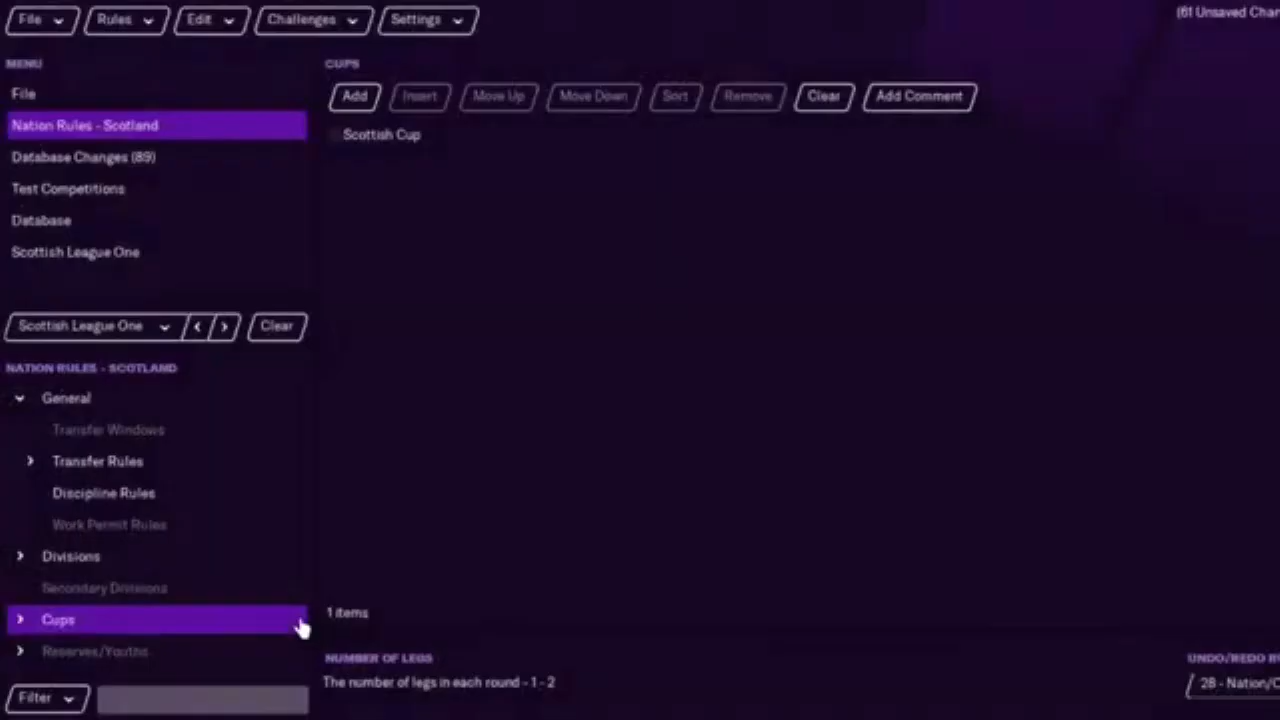 File Rules Edit Challenges Settings
(61 Unsaved Chan
MENU
File
Nation Rules - Scotland
Database Changes (89)
Test Competitions
Database
Scottish League One
Scottish League One < > Clear
NATION RULES - SCOTLAND
General
Transfer Windows
Transfer Rules
Discipline Rules
Work Permit Rules
Divisions
Secondary Divisions
Cups
Reserves/Youths
Filter
CUPS
Add Insert Move Up Move Down Sort Remove Clear Add Comment
Scottish Cup
1 items
NUMBER OF LEGS
The number of legs in each round - 1 - 2
UNDO/REDO
28 - Nation/C